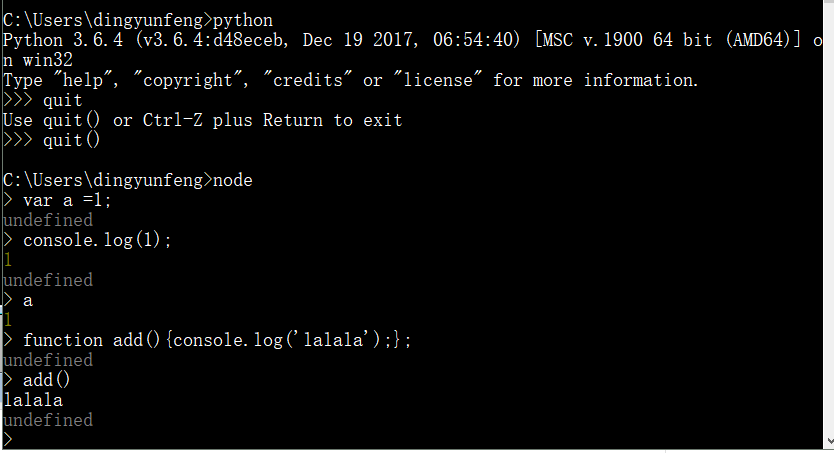 C:\Users\dingyunfeng>python
Python 3.6.4 (v3.6.4:d48eceb, Dec 19 2017, 06:54:40) [MSC v.1900 64 bit (AMD64)] o
n win32
Type "help", "copyright", "credits" or "license" for more information.
>>> quit
Use quit() or Ctrl-Z plus Return to exit
>>> quit()
C:\Users\dingyunfeng>node
> var a =1;
undefined
> console.log(1);
1
undefined
> a
1
> function add(){console.log('lalala');};
undefined
> add()
lalala
undefined
>